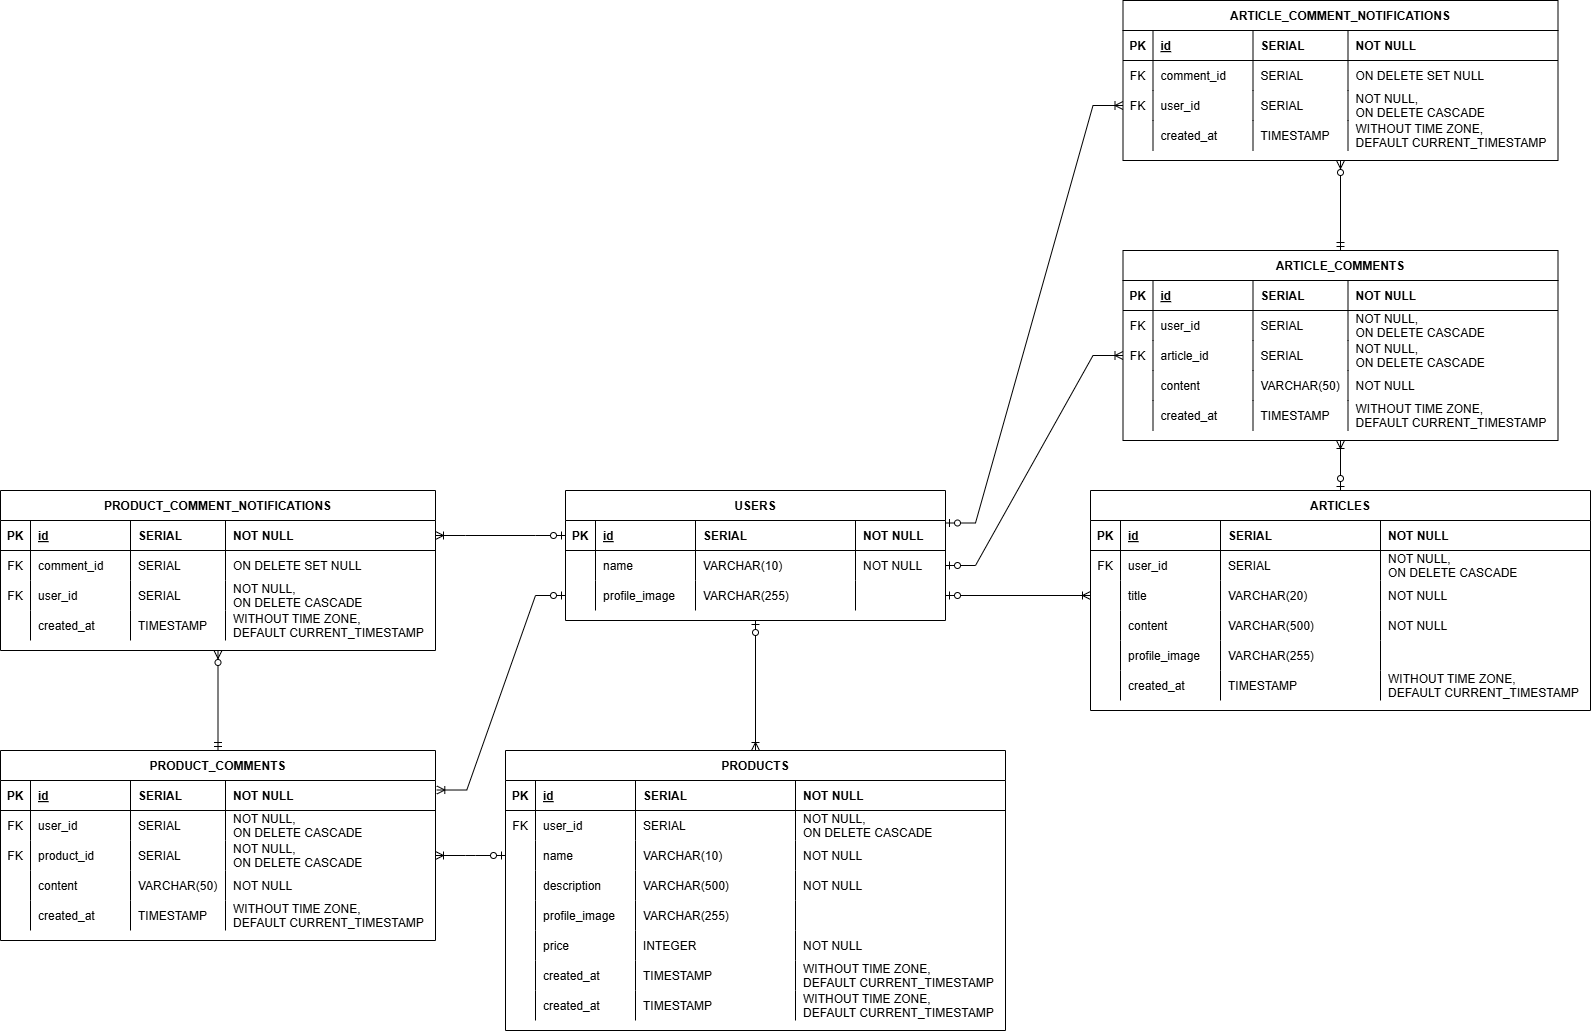 ARTICLE_COMMENT_NOTIFICATIONS
PK id SERIAL NOT NULL
FK comment_id SERIAL ON DELETE SET NULL
FK user_id SERIAL NOT NULL,
ON DELETE CASCADE
created_at TIMESTAMP WITHOUT TIME ZONE,
DEFAULT CURRENT_TIMESTAMP
ARTICLE_COMMENTS
PK id SERIAL NOT NULL
FK user_id SERIAL NOT NULL,
ON DELETE CASCADE
FK article_id SERIAL NOT NULL,
ON DELETE CASCADE
content VARCHAR(50) NOT NULL
created_at TIMESTAMP WITHOUT TIME ZONE,
DEFAULT CURRENT_TIMESTAMP
PRODUCT_COMMENT_NOTIFICATIONS
PK id SERIAL NOT NULL
FK comment_id SERIAL ON DELETE SET NULL
FK user_id SERIAL NOT NULL,
ON DELETE CASCADE
created_at TIMESTAMP WITHOUT TIME ZONE,
DEFAULT CURRENT_TIMESTAMP
USERS
PK id SERIAL NOT NULL
name VARCHAR(10) NOT NULL
profile_image VARCHAR(255)
ARTICLES
PK id SERIAL NOT NULL
FK user_id SERIAL NOT NULL,
ON DELETE CASCADE
title VARCHAR(20) NOT NULL
content VARCHAR(500) NOT NULL
profile_image VARCHAR(255)
created_at TIMESTAMP WITHOUT TIME ZONE,
DEFAULT CURRENT_TIMESTAMP
PRODUCT_COMMENTS
PK id SERIAL NOT NULL
FK user_id SERIAL NOT NULL,
ON DELETE CASCADE
FK product_id SERIAL NOT NULL,
ON DELETE CASCADE
content VARCHAR(50) NOT NULL
created_at TIMESTAMP WITHOUT TIME ZONE,
DEFAULT CURRENT_TIMESTAMP
PRODUCTS
PK id SERIAL NOT NULL
FK user_id SERIAL NOT NULL,
ON DELETE CASCADE
name VARCHAR(10) NOT NULL
description VARCHAR(500) NOT NULL
profile_image VARCHAR(255)
price INTEGER NOT NULL
created_at TIMESTAMP WITHOUT TIME ZONE,
DEFAULT CURRENT_TIMESTAMP
created_at TIMESTAMP WITHOUT TIME ZONE,
DEFAULT CURRENT_TIMESTAMP